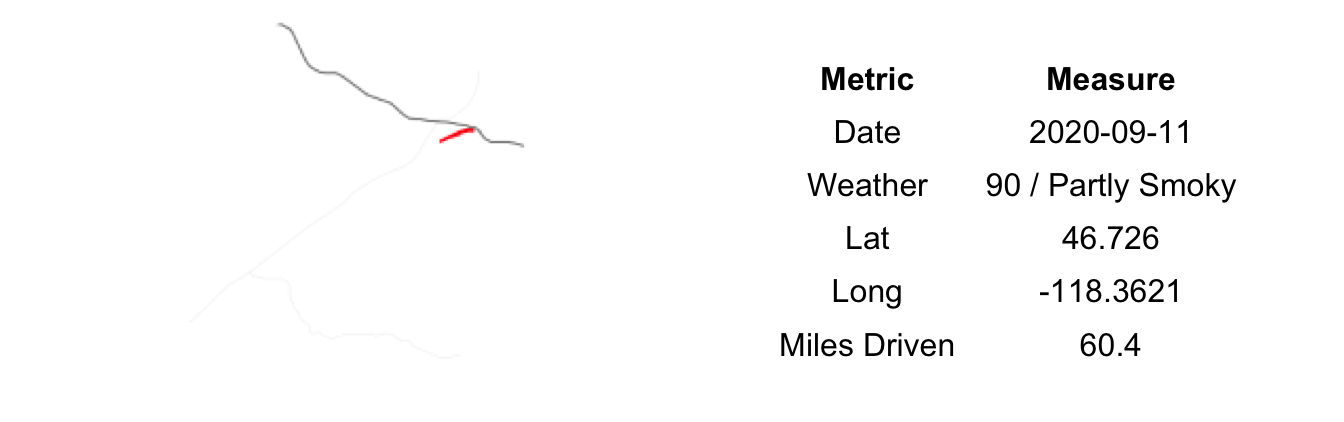 Metric Measure
Date 2020-09-11
Weather 90 / Partly Smoky
Lat 46.726
Long -118.3621
Miles Driven 60.4